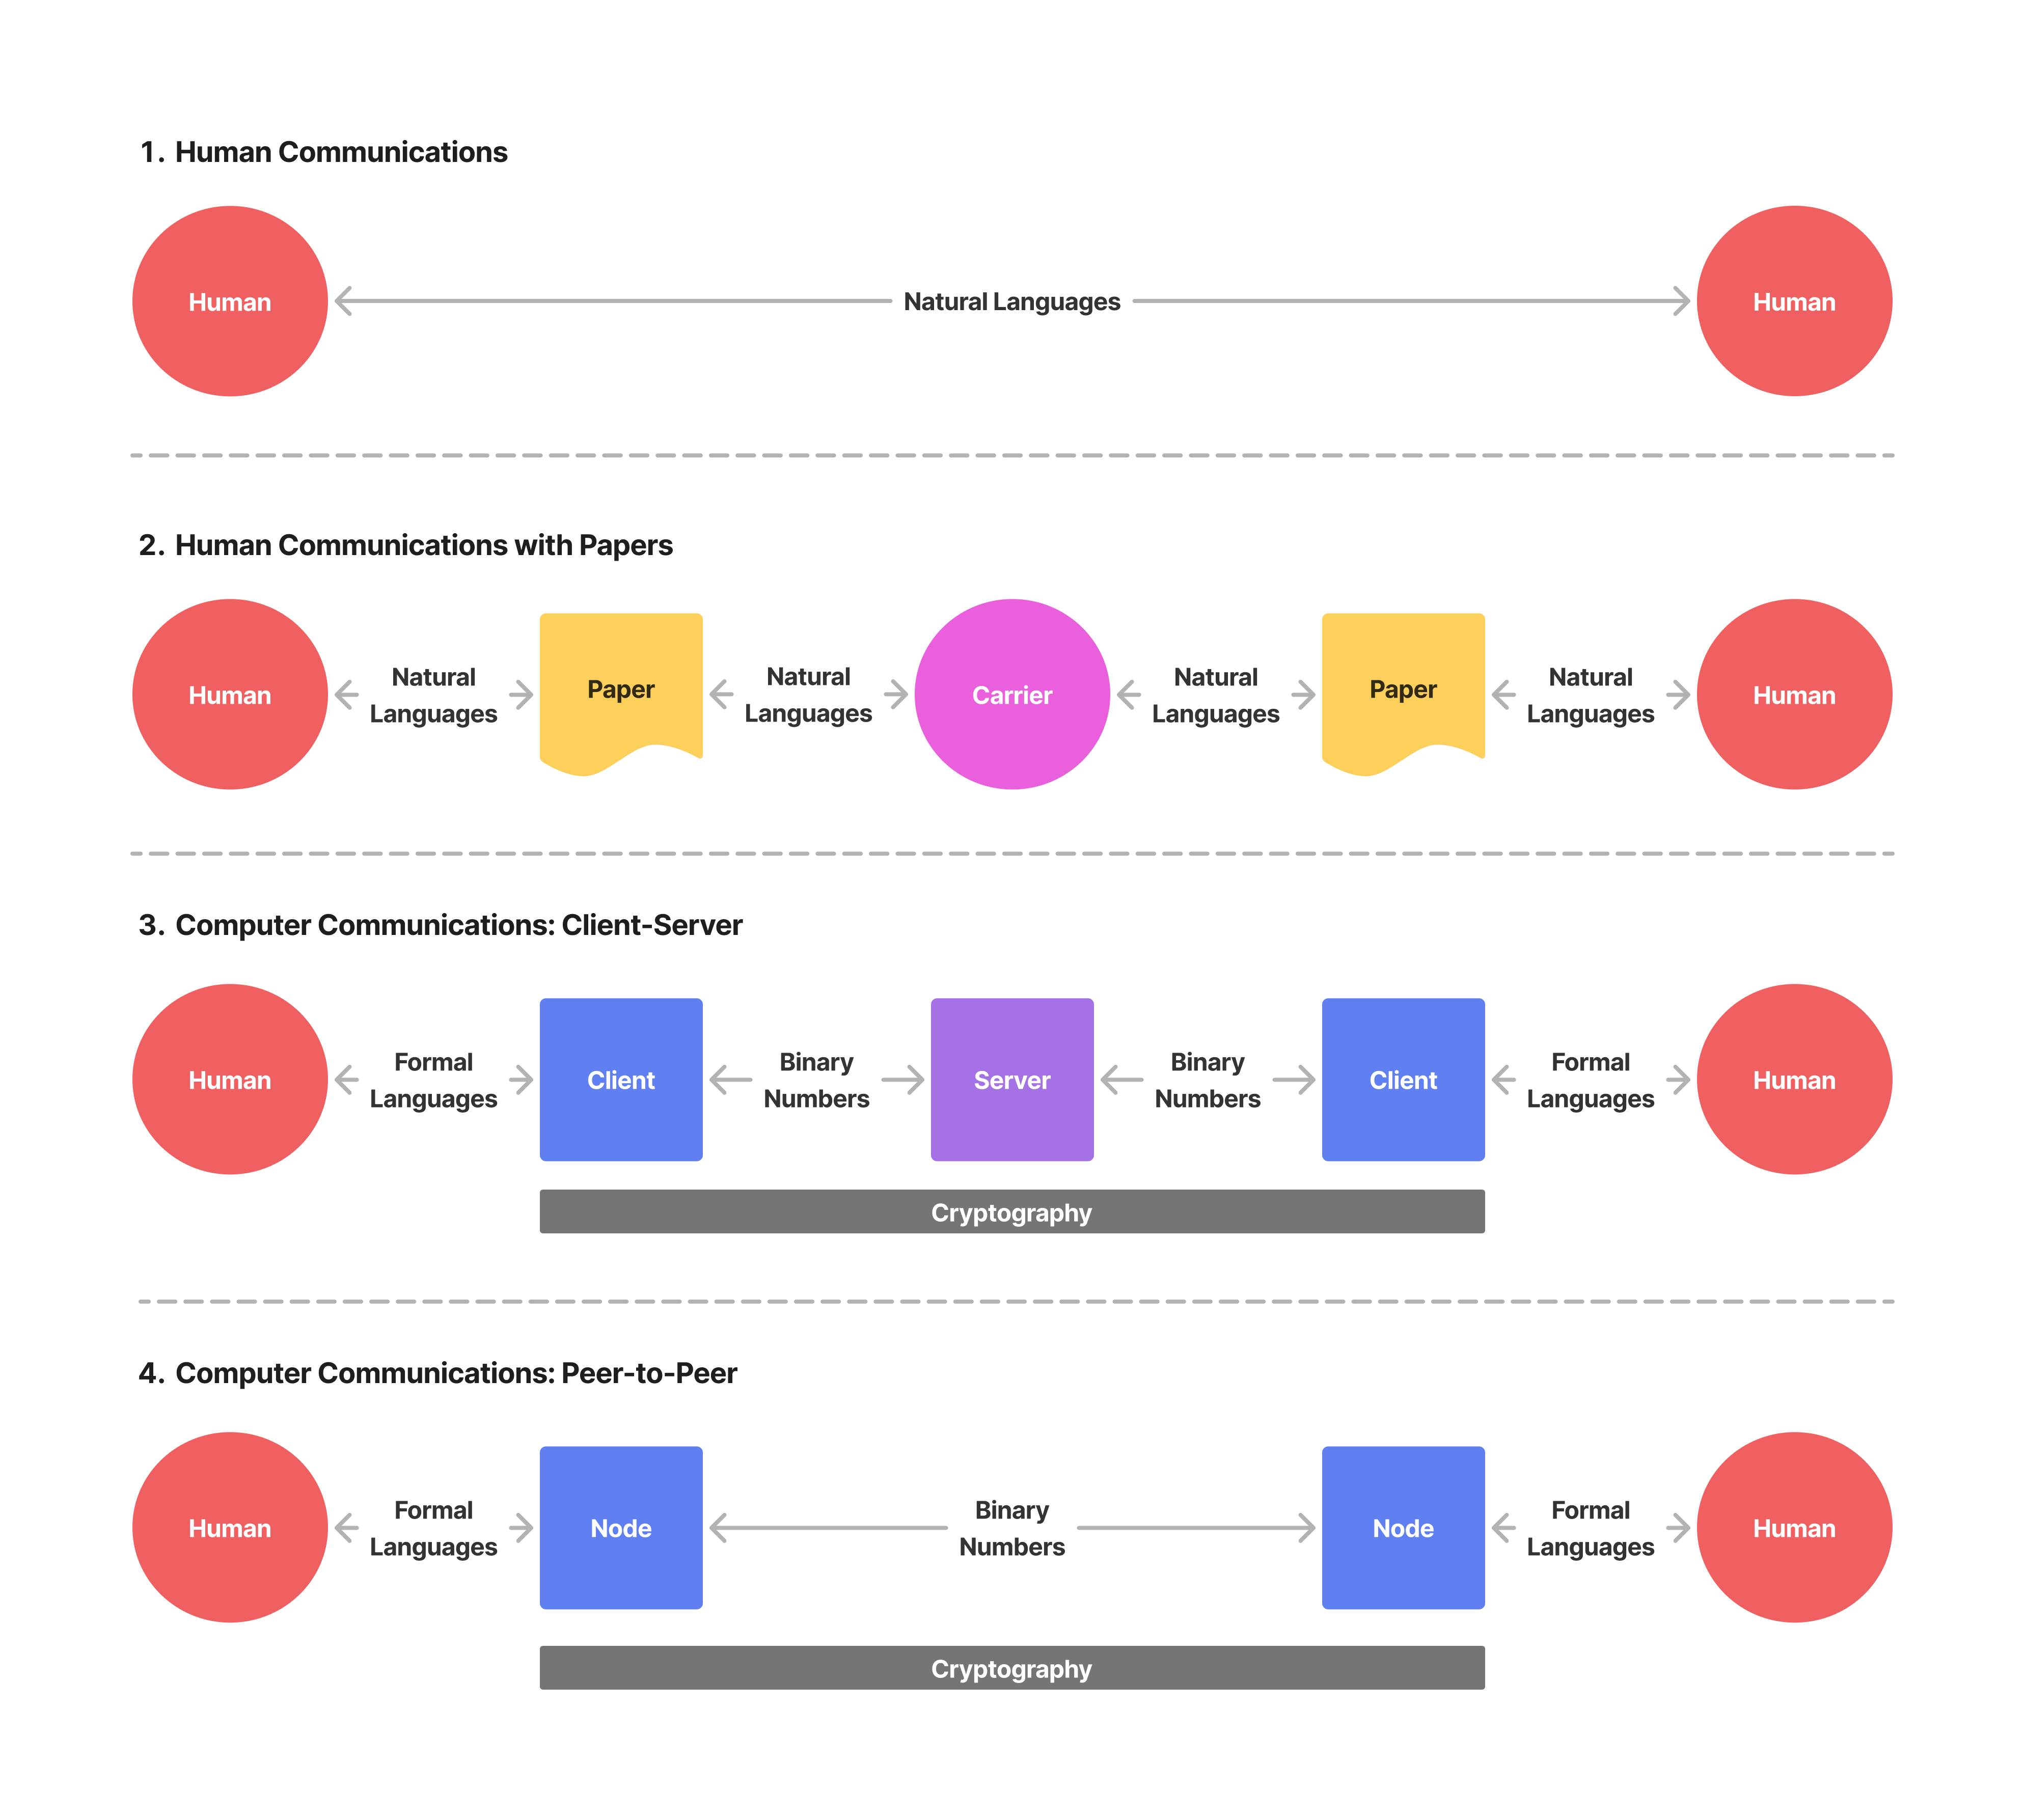 1. Human Communications
Human
Natural Languages
Human
2. Human Communications with Papers
Human
Natural
Languages
Paper
Natural
Languages
Carrier
Natural
Languages
Paper
Natural
Languages
Human
3. Computer Communications: Client-Server
Human
Formal
Languages
Client
Binary
Numbers
Server
Binary
Numbers
Client
Formal
Languages
Human
Cryptography
4. Computer Communications: Peer-to-Peer
Human
Formal
Languages
Node
Binary
Numbers
Node
Formal
Languages
Human
Cryptography